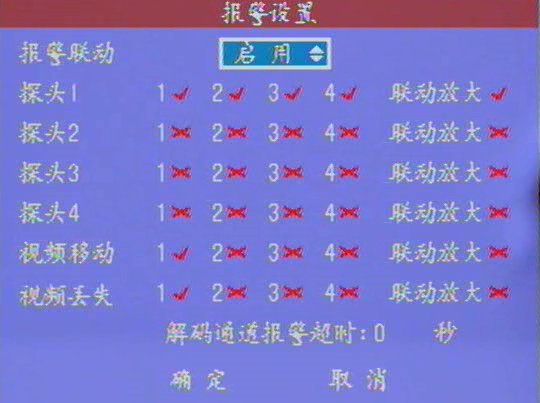 报警设置
报警联动 启用
探头1 1✓ 2✓ 3✓ 4✓ 联动放大✓
探头2 1✗ 2✗ 3✗ 4✗ 联动放大✗
探头3 1✗ 2✗ 3✗ 4✗ 联动放大✗
探头4 1✗ 2✗ 3✗ 4✗ 联动放大✗
视频移动 1✓ 2✗ 3✗ 4✗ 联动放大✗
视频丢失 1✓ 2✗ 3✗ 4✗ 联动放大✗
解码通道报警超时:0 秒
确定 取消